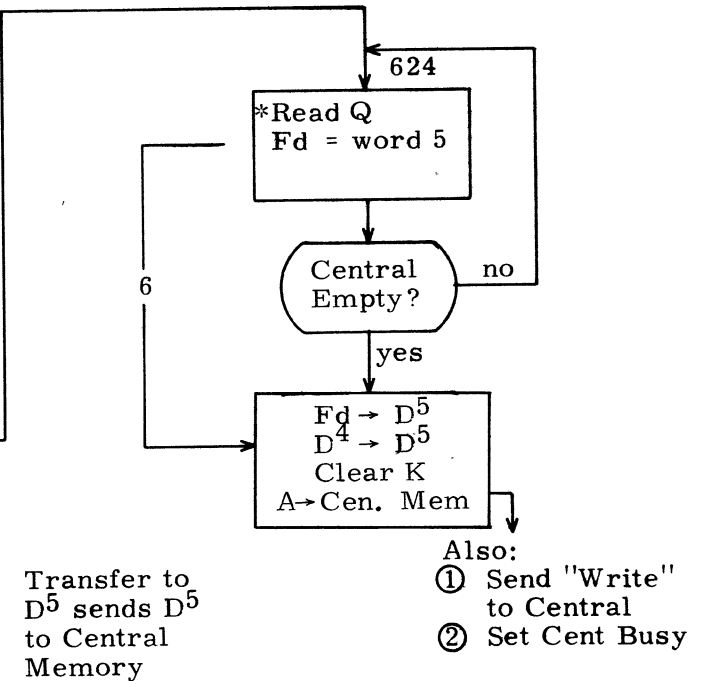 624
*Read Q
Fd = word 5
6
Central
Empty?
no
yes
Fd → D⁵
D⁴ → D⁵
Clear K
A→Cen. Mem
Transfer to
D⁵ sends D⁵
to Central
Memory
Also:
① Send "Write"
to Central
② Set Cent Busy